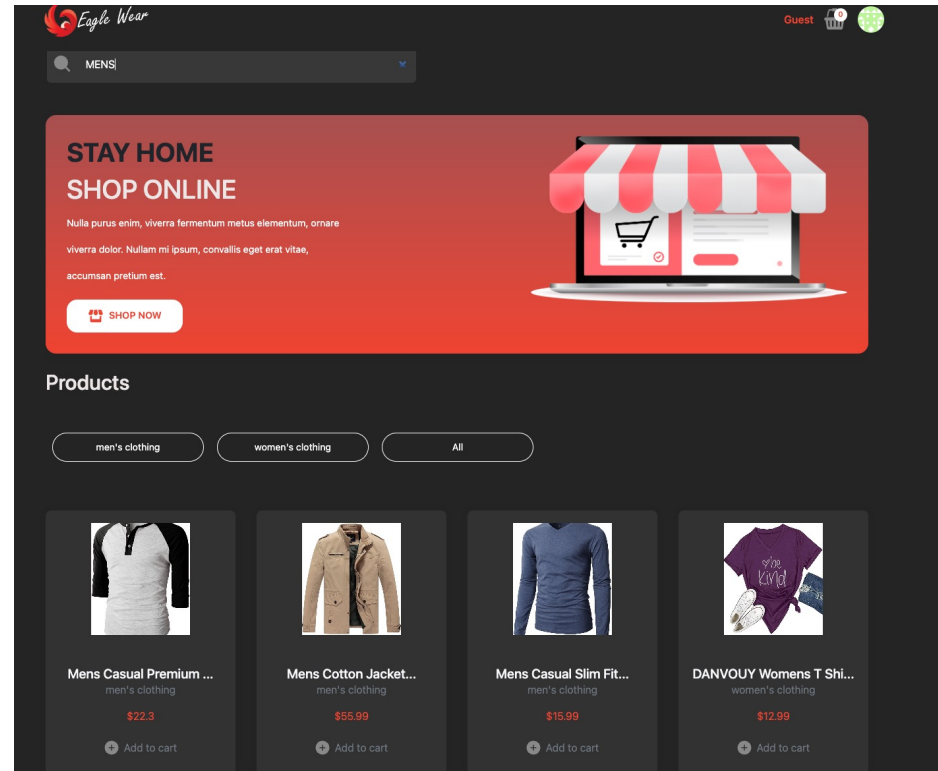 Eagle Wear
Guest
0
MENS
STAY HOME
SHOP ONLINE
Nulla purus enim, viverra fermentum metus elementum, ornare
viverra dolor. Nullam mi ipsum, convallis eget erat vitae,
accumsan pretium est.
SHOP NOW
Products
men's clothing
women's clothing
All
be
Kind
Mens Casual Premium ...
men's clothing
$22.3
Add to cart
Mens Cotton Jacket...
men's clothing
$55.99
Add to cart
Mens Casual Slim Fit...
men's clothing
$15.99
Add to cart
DANVOUY Womens T Shi...
women's clothing
$12.99
Add to cart